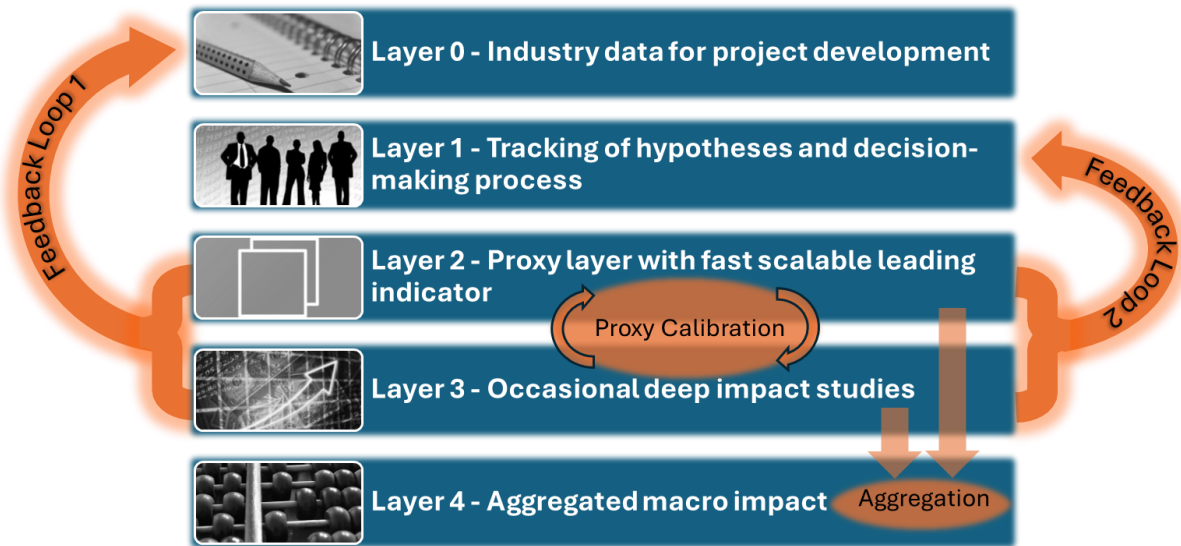 Layer 0 - Industry data for project development
Feedback Loop 1
Layer 1 - Tracking of hypotheses and decision-
making process
Feedback Loop 2
Layer 2 - Proxy layer with fast scalable leading
indicator
Proxy Calibration
Layer 3 - Occasional deep impact studies
Layer 4 - Aggregated macro impact
Aggregation